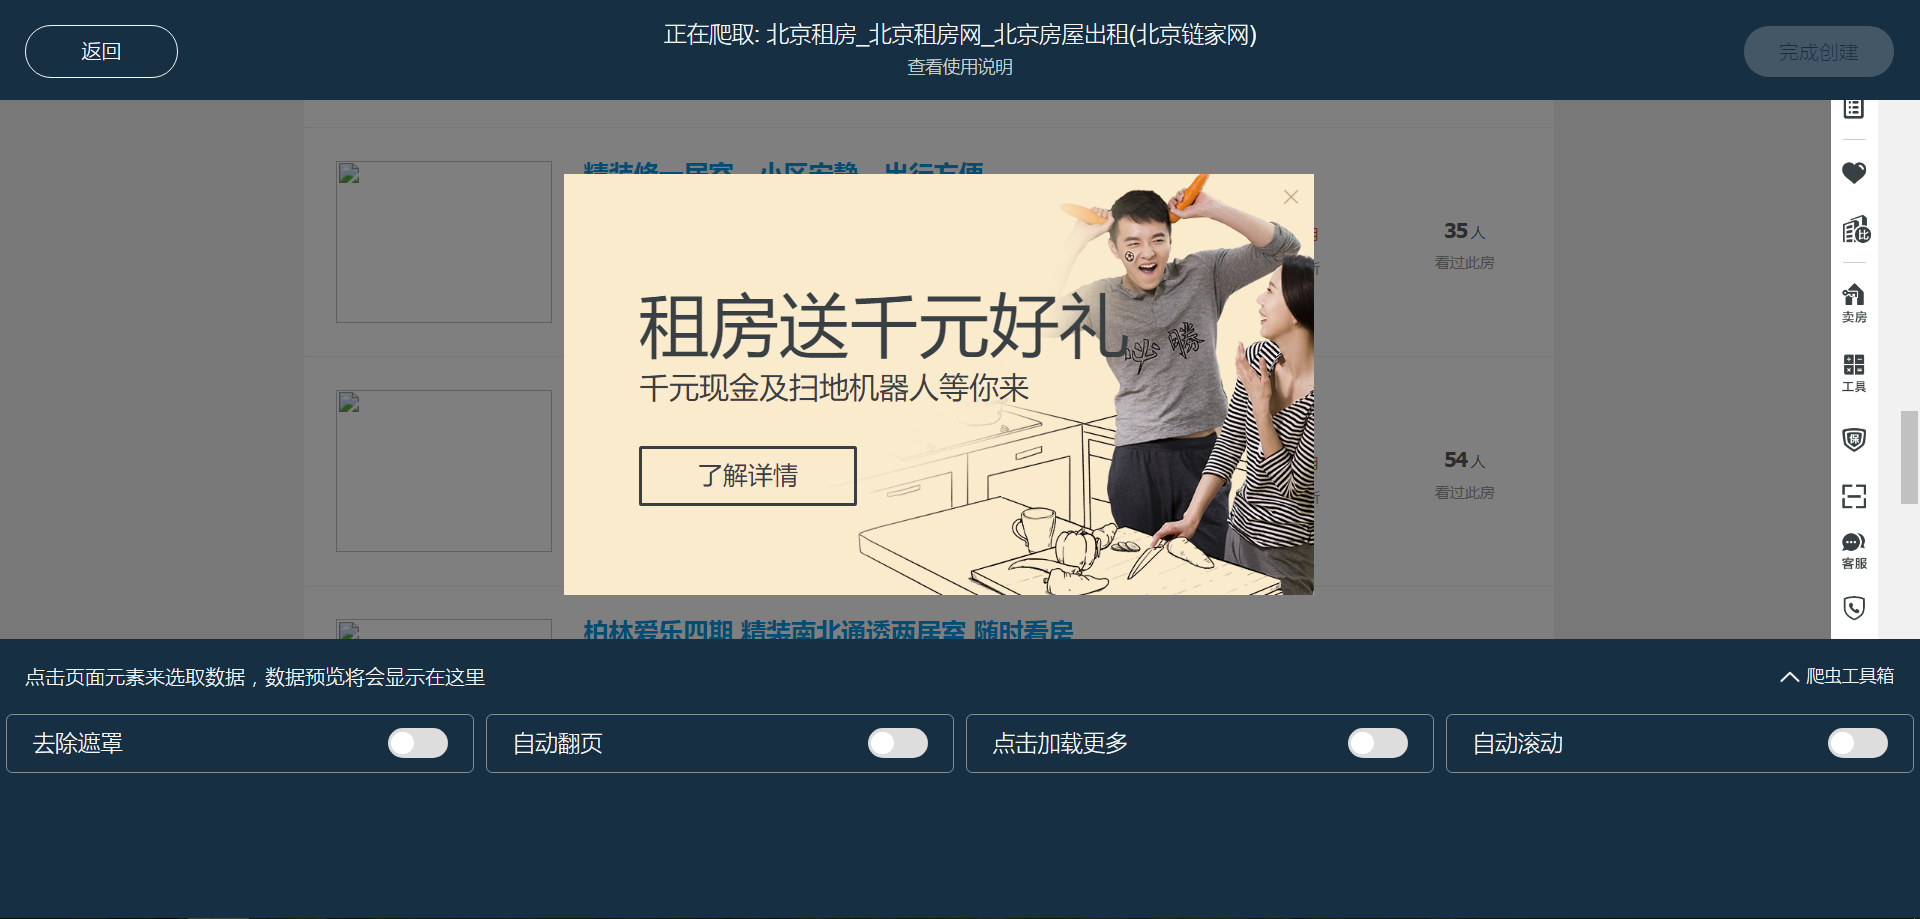 返回
正在爬取: 北京租房_北京租房网_北京房屋出租(北京链家网)
查看使用说明
完成创建
精装修一居室 小区安静 出行方便
租房送千元好礼
千元现金及扫地机器人等你来
了解详情
必勝
35人
看过此房
54人
看过此房
柏林爱乐四期 精装南北通透两居室 随时看房
比
卖房
工具
保
客服
点击页面元素来选取数据，数据预览将会显示在这里
爬虫工具箱
去除遮罩
自动翻页
点击加载更多
自动滚动